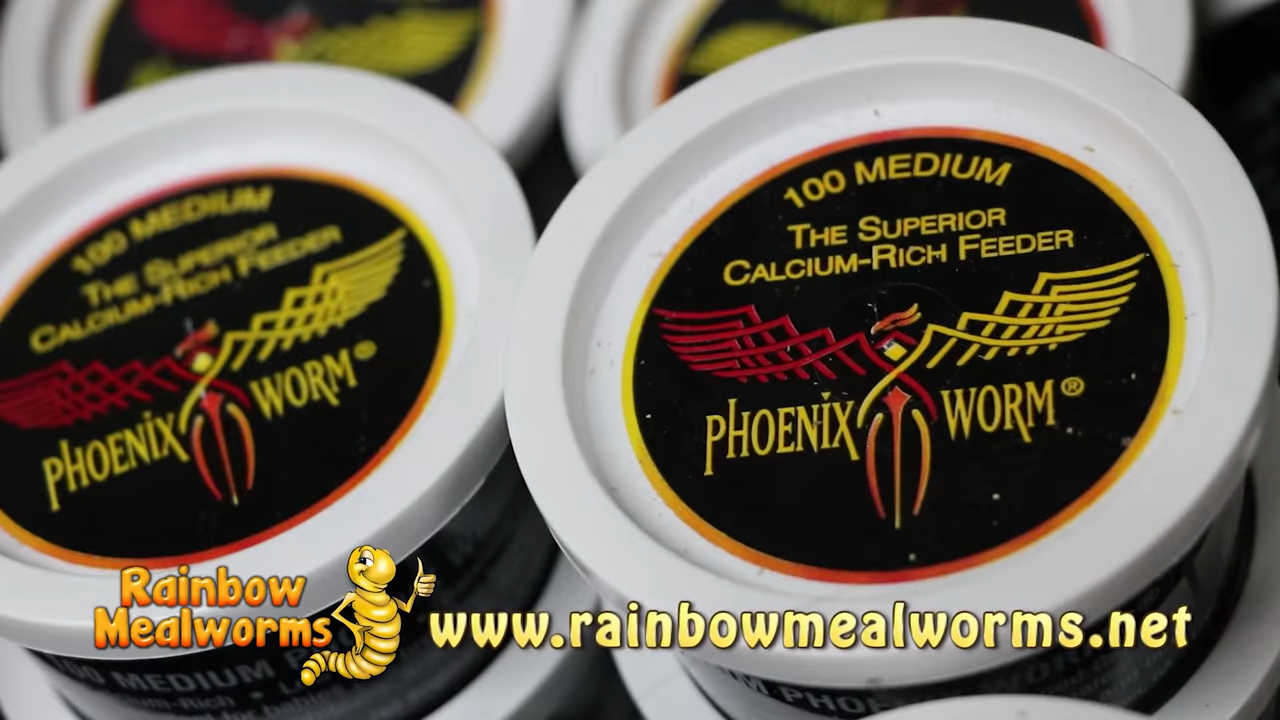 100 MEDIUM
THE SUPERIOR
CALCIUM-RICH FEEDER
PHOENIX WORM®
100 MEDIUM
THE SUPERIOR
CALCIUM-RICH FEEDER
PHOENIX WORM®
100 MEDIUM
Rainbow
Mealworms
www.rainbowmealworms.net